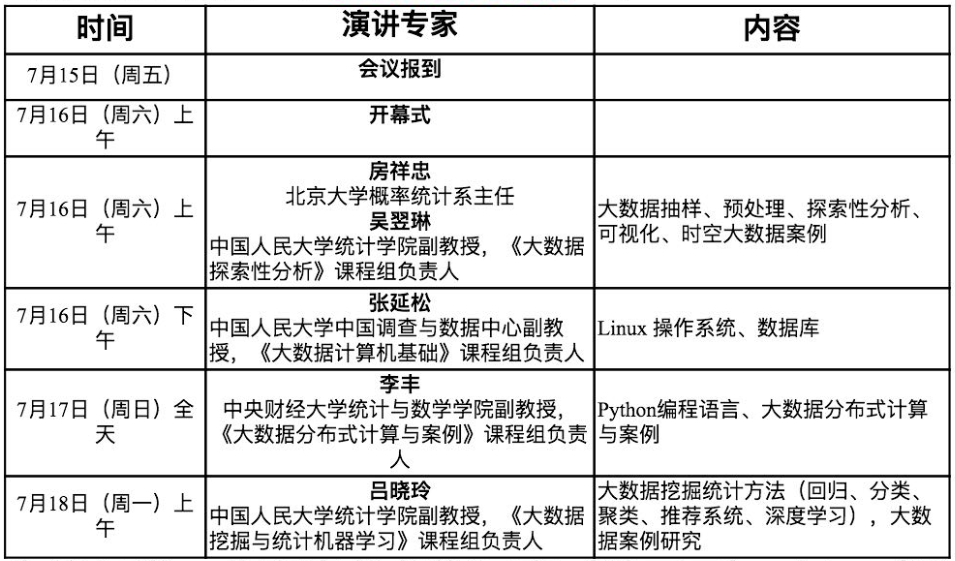 时间 演讲专家 内容
7月15日（周五） 会议报到
7月16日（周六）上
午
开幕式
7月16日（周六）上
午
房祥忠
北京大学概率统计系主任
吴翌琳
中国人民大学统计学院副教授，《大数据
探索性分析》课程组负责人
大数据抽样、预处理、探索性分析、
可视化、时空大数据案例
7月16日（周六）下
午
张延松
中国人民大学中国调查与数据中心副教
授，《大数据计算机基础》课程组负责人
Linux 操作系统、数据库
7月17日（周日）全
天
李丰
中央财经大学统计与数学学院副教授，
《大数据分布式计算与案例》课程组负责
人
Python编程语言、大数据分布式计算
与案例
7月18日（周一）上
午
吕晓玲
中国人民大学统计学院副教授，《大数据
挖掘与统计机器学习》课程组负责人
大数据挖掘统计方法（回归、分类、
聚类、推荐系统、深度学习），大数
据案例研究